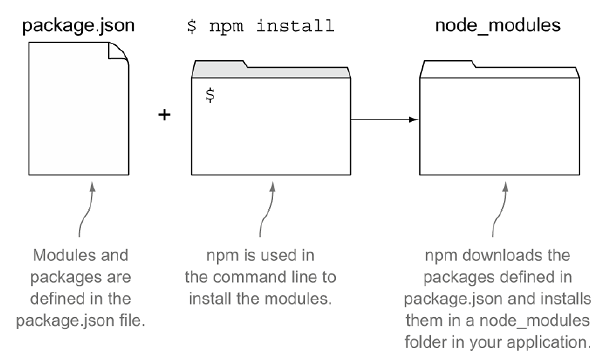 package.json
$ npm install
node_modules
$
+
Modules and
packages are
defined in the
package.json file.
npm is used in
the command line to
install the modules.
npm downloads the
packages defined in
package.json and installs
them in a node_modules
folder in your application.